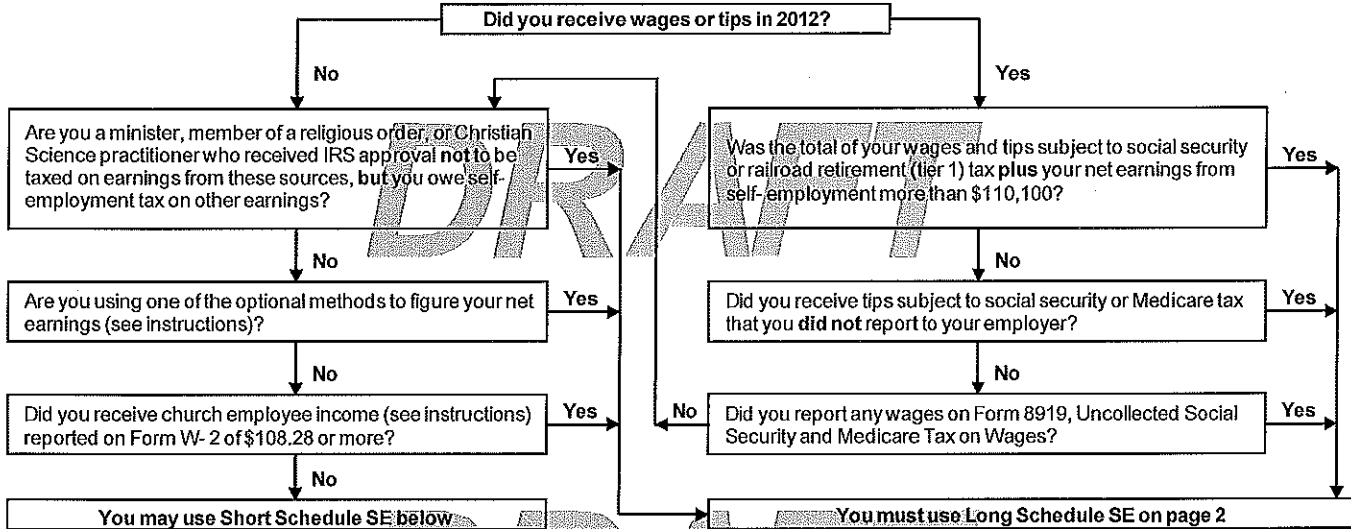 Did you receive wages or tips in 2012?
No
Yes
Are you a minister, member of a religious order, or Christian
Science practitioner who received IRS approval not to be
taxed on earnings from these sources, but you owe self-
employment tax on other earnings?
Yes
Was the total of your wages and tips subject to social security
or railroad retirement (tier 1) tax plus your net earnings from
self- employment more than $110,100?
Yes
DRAFT
No
No
Are you using one of the optional methods to figure your net
earnings (see instructions)?
Yes
Did you receive tips subject to social security or Medicare tax
that you did not report to your employer?
Yes
No
No
Did you receive church employee income (see instructions)
reported on Form W- 2 of $108.28 or more?
Yes
No
Did you report any wages on Form 8919, Uncollected Social
Security and Medicare Tax on Wages?
Yes
No
You may use Short Schedule SE below
You must use Long Schedule SE on page 2